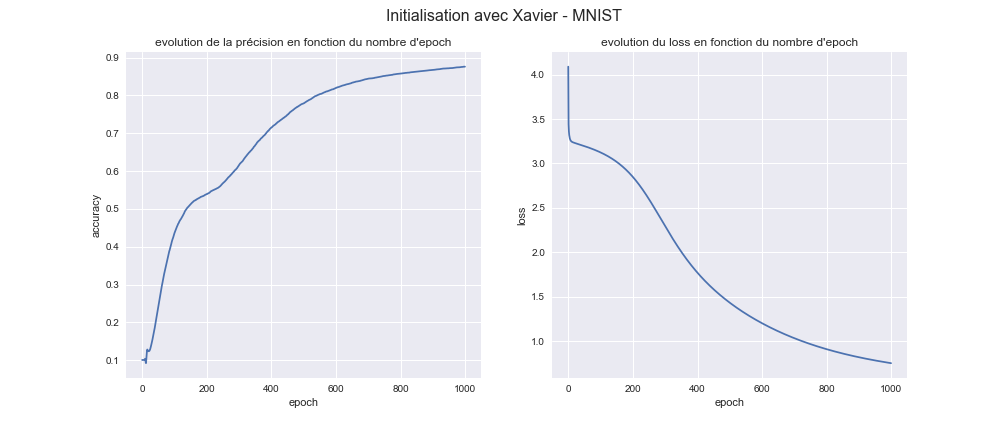 Initialisation avec Xavier - MNIST
evolution de la précision en fonction du nombre d'epoch
0.9
0.8
0.7
0.6
0.5
0.4
0.3
0.2
0.1
accuracy
0 200 400 600 800 1000
epoch
evolution du loss en fonction du nombre d'epoch
4.0
3.5
3.0
2.5
2.0
1.5
1.0
loss
0 200 400 600 800 1000
epoch